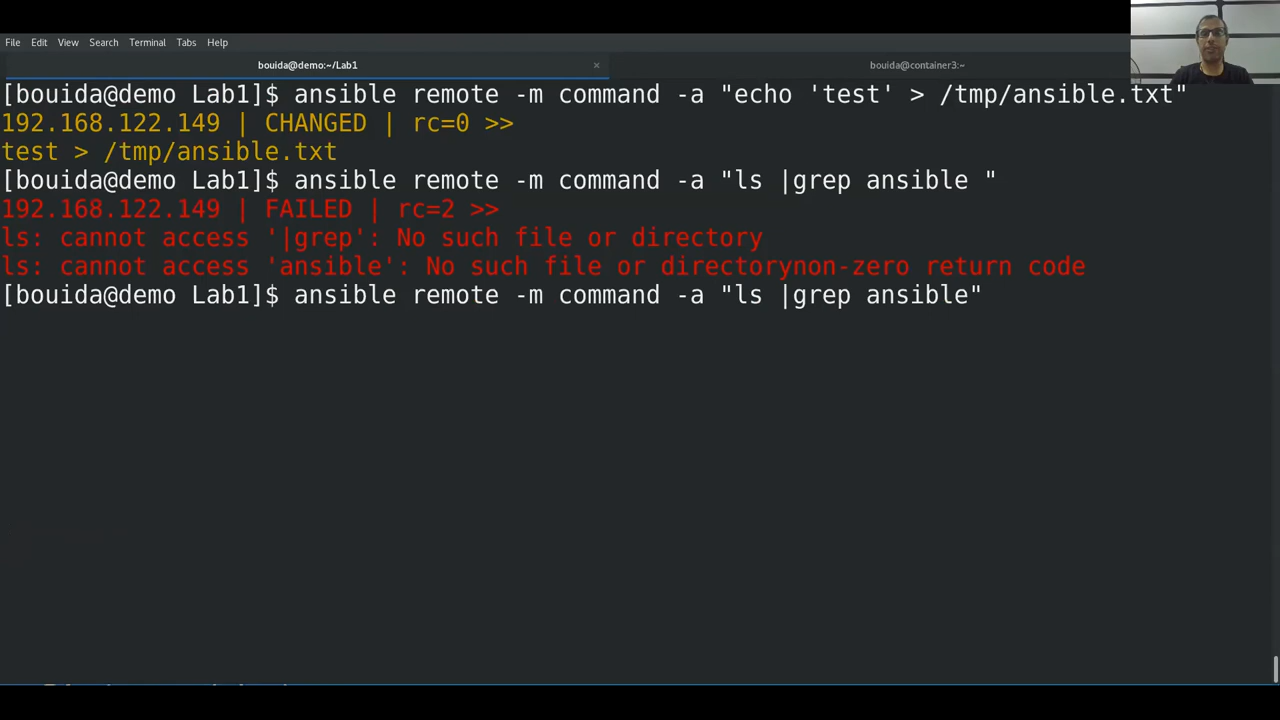 File Edit View Search Terminal Tabs Help
bouida@demo:~/Lab1 × bouida@container3:~
[bouida@demo Lab1]$ ansible remote -m command -a "echo 'test' > /tmp/ansible.txt"
192.168.122.149 | CHANGED | rc=0 >>
test > /tmp/ansible.txt
[bouida@demo Lab1]$ ansible remote -m command -a "ls |grep ansible "
192.168.122.149 | FAILED | rc=2 >>
ls: cannot access '|grep': No such file or directory
ls: cannot access 'ansible': No such file or directorynon-zero return code
[bouida@demo Lab1]$ ansible remote -m command -a "ls |grep ansible"